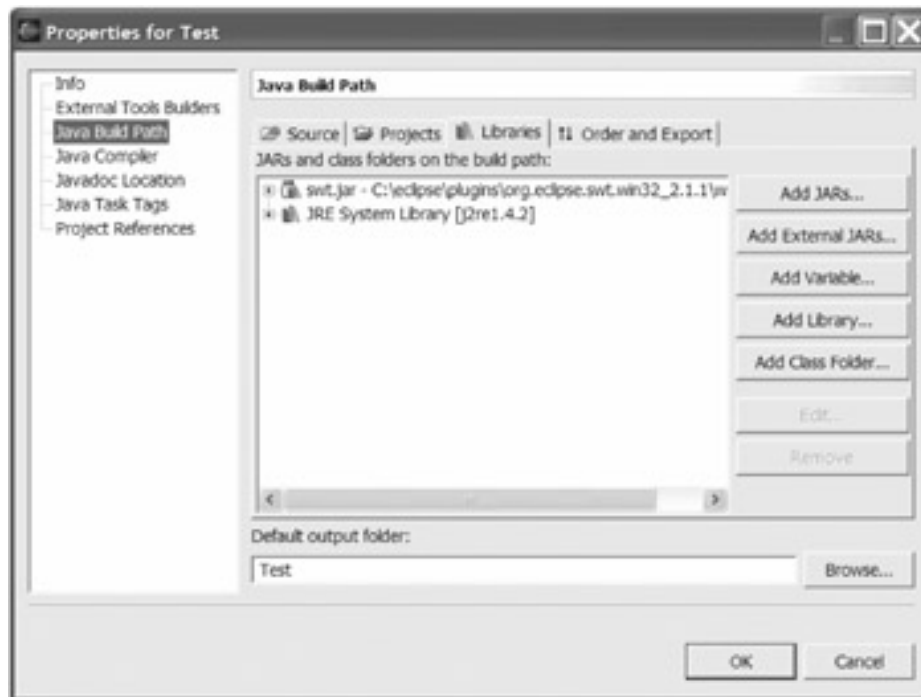 Properties for Test
Info
External Tools Builders
Java Build Path
Java Compiler
Javadoc Location
Java Task Tags
Project References
Java Build Path
Source Projects Libraries Order and Export
JARs and class folders on the build path:
swt.jar - C:\eclipse\plugins\org.eclipse.swt.win32_2.1.1\
JRE System Library [j2re1.4.2]
Add JARs...
Add External JARs...
Add Variable...
Add Library...
Add Class Folder...
Edit...
Remove
Default output folder:
Test
Browse...
OK
Cancel